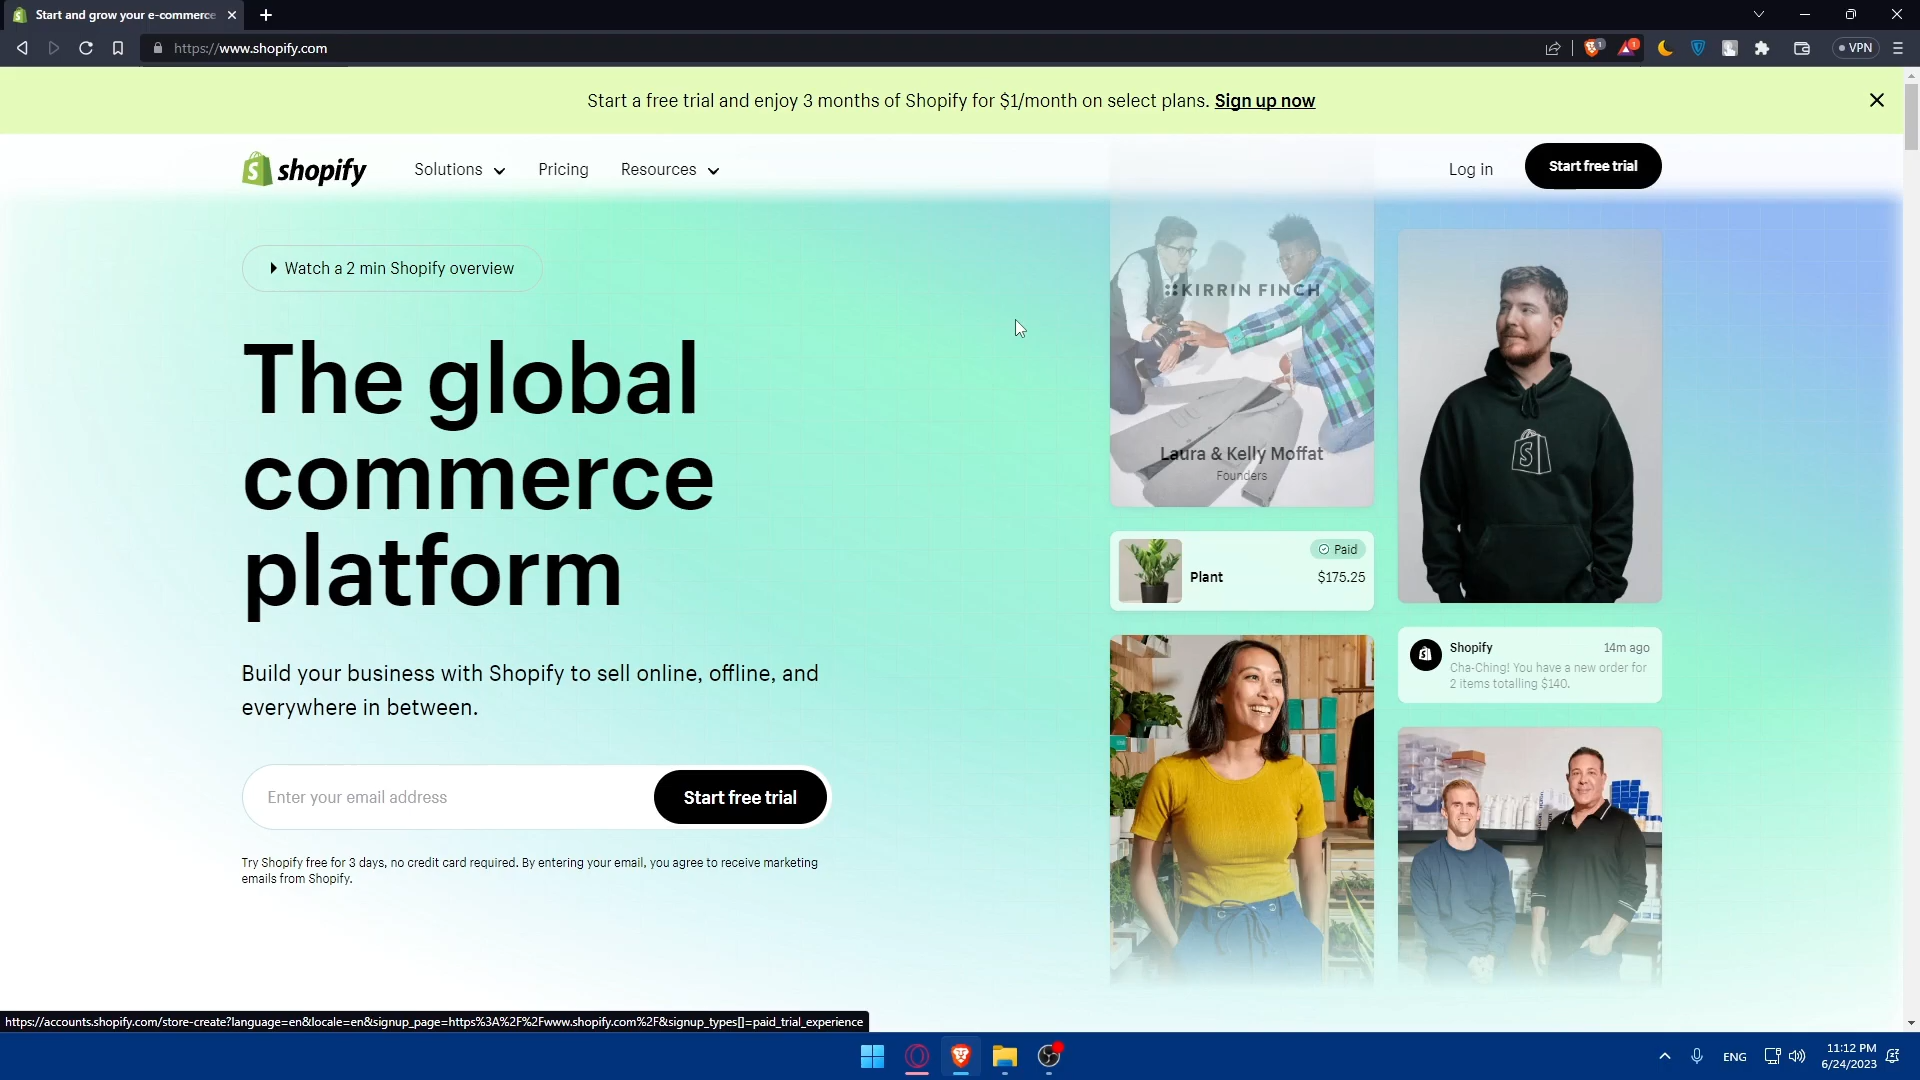 Start and grow your e-commerce
https://www.shopify.com
1
1
VPN
Start a free trial and enjoy 3 months of Shopify for $1/month on select plans. Sign up now
shopify
Solutions
Pricing
Resources
Log in
Start free trial
Watch a 2 min Shopify overview
The global
commerce
platform
Build your business with Shopify to sell online, offline, and
everywhere in between.
Enter your email address
Start free trial
Try Shopify free for 3 days, no credit card required. By entering your email, you agree to receive marketing
emails from Shopify.
KIRRIN FINCH
Laura & Kelly Moffat
Founders
Paid
Plant
$175.25
Shopify
14m ago
Cha-Ching! You have a new order for
2 items totalling $140.
https://accounts.shopify.com/store-create?language=en&locale=en&signup_page=https%3A%2F%2Fwww.shopify.com%2F&signup_types[]=paid_trial_experience
ENG
11:12 PM
6/24/2023